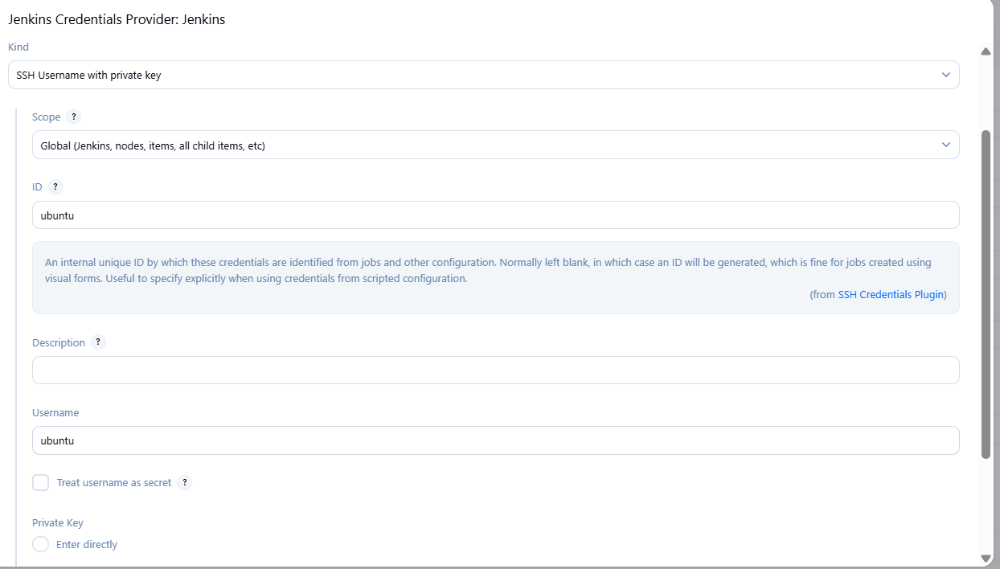 Jenkins Credentials Provider: Jenkins
Kind
SSH Username with private key
Scope ?
Global (Jenkins, nodes, items, all child items, etc)
ID ?
ubuntu
An internal unique ID by which these credentials are identified from jobs and other configuration. Normally left blank, in which case an ID will be generated, which is fine for jobs created using
visual forms. Useful to specify explicitly when using credentials from scripted configuration.
(from SSH Credentials Plugin)
Description ?
Username
ubuntu
Treat username as secret ?
Private Key
Enter directly